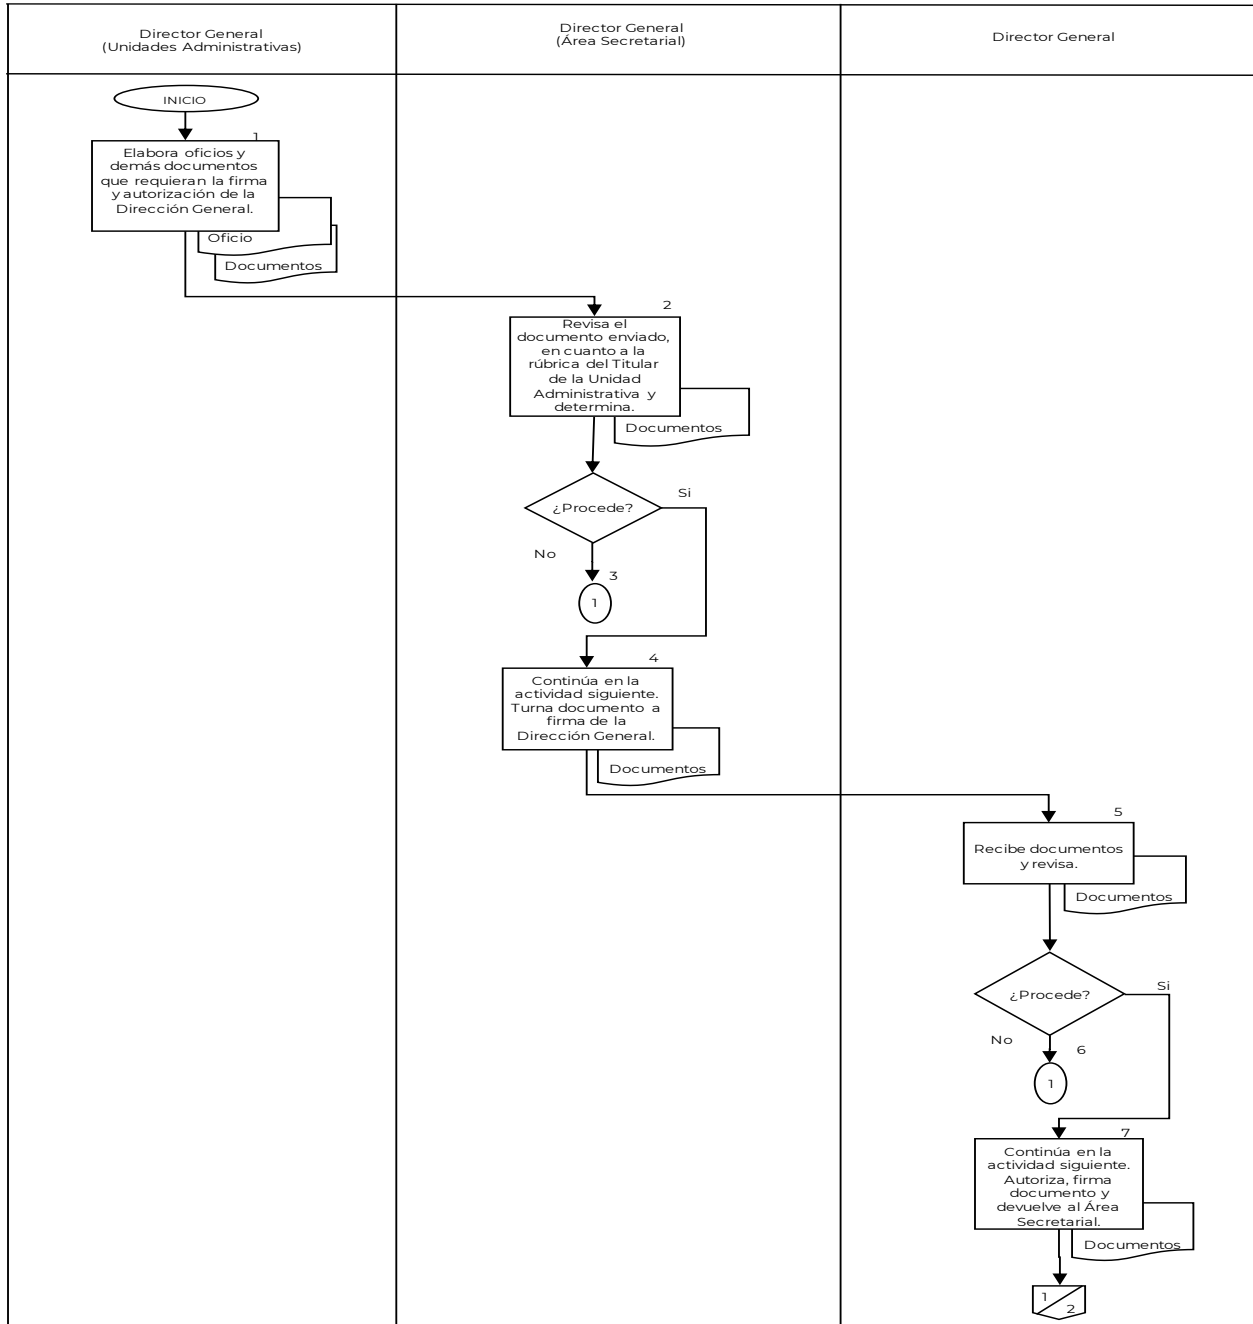 Director General
(Unidades Administrativas)
Director General
(Área Secretarial)
Director General
INICIO
1
Elabora oficios y
demás documentos
que requieran la firma
y autorización de la
Dirección General.
Oficio
Documentos
2
Revisa el
documento enviado,
en cuanto a la
rúbrica del Titular
de la Unidad
Administrativa y
determina.
Documentos
¿Procede?
Si
No
3
1
4
Continúa en la
actividad siguiente.
Turna documento a
firma de la
Dirección General.
Documentos
5
Recibe documentos
y revisa.
Documentos
¿Procede?
Si
No
6
1
7
Continúa en la
actividad siguiente.
Autoriza, firma
documento y
devuelve al Área
Secretarial.
Documentos
1
2